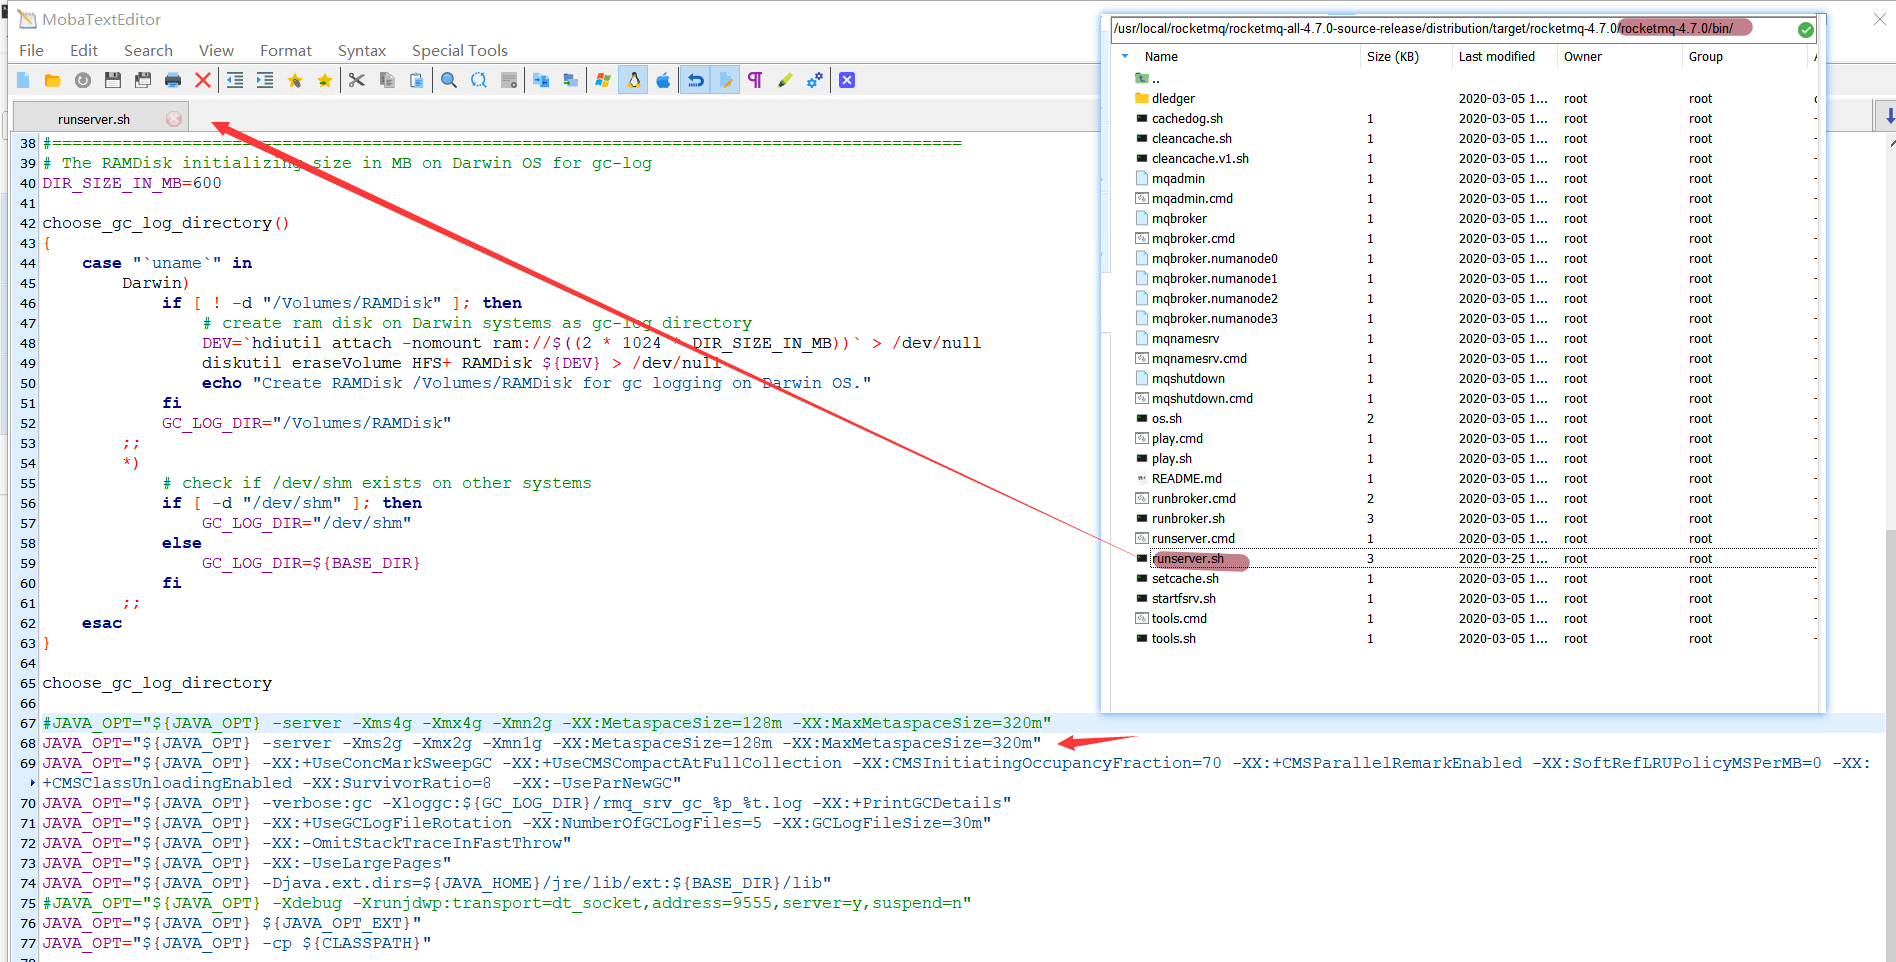 MobaTextEditor
File Edit Search View Format Syntax Special Tools
runserver.sh
38 #===========================================================================================
39 # The RAMDisk initializing size in MB on Darwin OS for gc-log
40 DIR_SIZE_IN_MB=600
41
42 choose_gc_log_directory()
43 {
44     case "`uname`" in
45         Darwin)
46             if [ ! -d "/Volumes/RAMDisk" ]; then
47                 # create ram disk on Darwin systems as gc-log directory
48                 DEV=`hdiutil attach -nomount ram://$((2 * 1024 * DIR_SIZE_IN_MB))` > /dev/null
49                 diskutil eraseVolume HFS+ RAMDisk ${DEV} > /dev/null
50                 echo "Create RAMDisk /Volumes/RAMDisk for gc logging on Darwin OS."
51             fi
52             GC_LOG_DIR="/Volumes/RAMDisk"
53         ;;
54         *)
55             # check if /dev/shm exists on other systems
56             if [ -d "/dev/shm" ]; then
57                 GC_LOG_DIR="/dev/shm"
58             else
59                 GC_LOG_DIR=${BASE_DIR}
60             fi
61         ;;
62     esac
63 }
64
65 choose_gc_log_directory
66
67 #JAVA_OPT="${JAVA_OPT} -server -Xms4g -Xmx4g -Xmn2g -XX:MetaspaceSize=128m -XX:MaxMetaspaceSize=320m"
68 JAVA_OPT="${JAVA_OPT} -server -Xms2g -Xmx2g -Xmn1g -XX:MetaspaceSize=128m -XX:MaxMetaspaceSize=320m"
69 JAVA_OPT="${JAVA_OPT} -XX:+UseConcMarkSweepGC -XX:+UseCMSCompactAtFullCollection -XX:CMSInitiatingOccupancyFraction=70 -XX:+CMSParallelRemarkEnabled -XX:SoftRefLRUPolicyMSPerMB=0 -XX:
+CMSClassUnloadingEnabled -XX:SurvivorRatio=8  -XX:-UseParNewGC"
70 JAVA_OPT="${JAVA_OPT} -verbose:gc -Xloggc:${GC_LOG_DIR}/rmq_srv_gc_%p_%t.log -XX:+PrintGCDetails"
71 JAVA_OPT="${JAVA_OPT} -XX:+UseGCLogFileRotation -XX:NumberOfGCLogFiles=5 -XX:GCLogFileSize=30m"
72 JAVA_OPT="${JAVA_OPT} -XX:-OmitStackTraceInFastThrow"
73 JAVA_OPT="${JAVA_OPT} -XX:-UseLargePages"
74 JAVA_OPT="${JAVA_OPT} -Djava.ext.dirs=${JAVA_HOME}/jre/lib/ext:${BASE_DIR}/lib"
75 #JAVA_OPT="${JAVA_OPT} -Xdebug -Xrunjdwp:transport=dt_socket,address=9555,server=y,suspend=n"
76 JAVA_OPT="${JAVA_OPT} ${JAVA_OPT_EXT}"
77 JAVA_OPT="${JAVA_OPT} -cp ${CLASSPATH}"
/usr/local/rocketmq/rocketmq-all-4.7.0-source-release/distribution/target/rocketmq-4.7.0/rocketmq-4.7.0/bin/
Name Size (KB) Last modified Owner Group
..
dledger 2020-03-05 1... root root
cachedog.sh 1 2020-03-05 1... root root
cleancache.sh 1 2020-03-05 1... root root
cleancache.v1.sh 1 2020-03-05 1... root root
mqadmin 1 2020-03-05 1... root root
mqadmin.cmd 1 2020-03-05 1... root root
mqbroker 1 2020-03-05 1... root root
mqbroker.cmd 1 2020-03-05 1... root root
mqbroker.numanode0 1 2020-03-05 1... root root
mqbroker.numanode1 1 2020-03-05 1... root root
mqbroker.numanode2 1 2020-03-05 1... root root
mqbroker.numanode3 1 2020-03-05 1... root root
mqnamesrv 1 2020-03-05 1... root root
mqnamesrv.cmd 1 2020-03-05 1... root root
mqshutdown 1 2020-03-05 1... root root
mqshutdown.cmd 1 2020-03-05 1... root root
os.sh 2 2020-03-05 1... root root
play.cmd 1 2020-03-05 1... root root
play.sh 1 2020-03-05 1... root root
README.md 1 2020-03-05 1... root root
runbroker.cmd 2 2020-03-05 1... root root
runbroker.sh 3 2020-03-05 1... root root
runserver.cmd 1 2020-03-05 1... root root
runserver.sh 3 2020-03-25 1... root root
setcache.sh 1 2020-03-05 1... root root
startfsrv.sh 1 2020-03-05 1... root root
tools.cmd 1 2020-03-05 1... root root
tools.sh 1 2020-03-05 1... root root